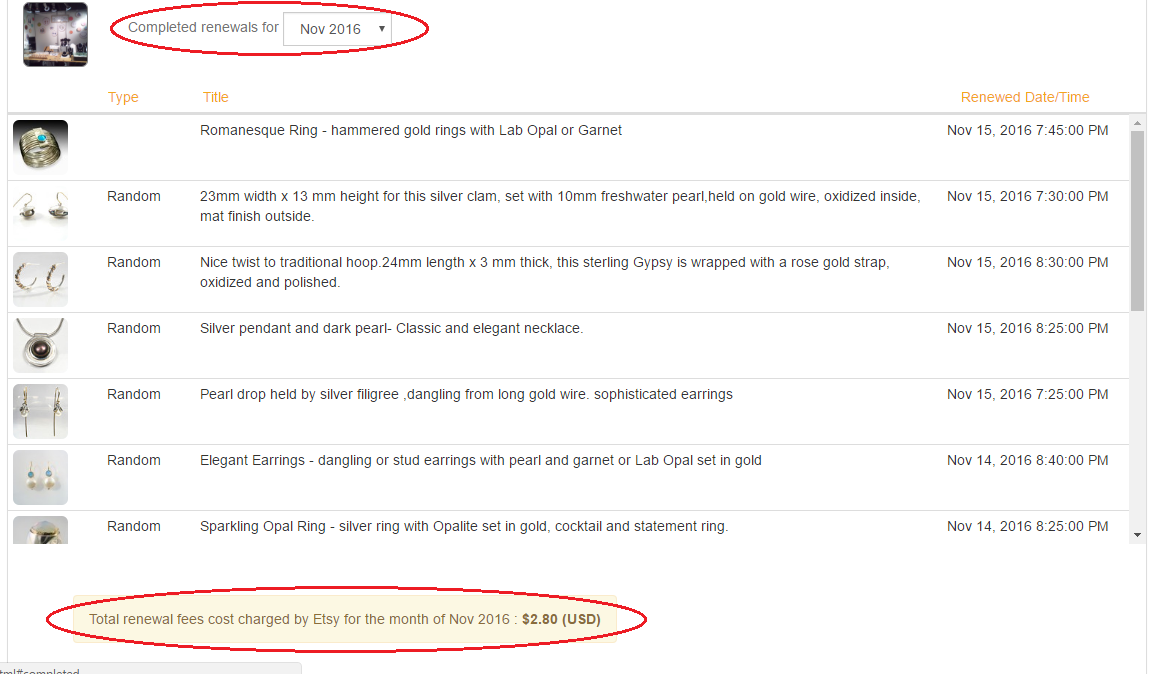 Completed renewals for Nov 2016
Type Title Renewed Date/Time
Romanesque Ring - hammered gold rings with Lab Opal or Garnet Nov 15, 2016 7:45:00 PM
Random 23mm width x 13 mm height for this silver clam, set with 10mm freshwater pearl,held on gold wire, oxidized inside, Nov 15, 2016 7:30:00 PM
mat finish outside.
Random Nice twist to traditional hoop.24mm length x 3 mm thick, this sterling Gypsy is wrapped with a rose gold strap, Nov 15, 2016 8:30:00 PM
oxidized and polished.
Random Silver pendant and dark pearl- Classic and elegant necklace. Nov 15, 2016 8:25:00 PM
Random Pearl drop held by silver filigree ,dangling from long gold wire. sophisticated earrings Nov 15, 2016 7:25:00 PM
Random Elegant Earrings - dangling or stud earrings with pearl and garnet or Lab Opal set in gold Nov 14, 2016 8:40:00 PM
Random Sparkling Opal Ring - silver ring with Opalite set in gold, cocktail and statement ring. Nov 14, 2016 8:25:00 PM
Total renewal fees cost charged by Etsy for the month of Nov 2016 : $2.80 (USD)
tml#completed